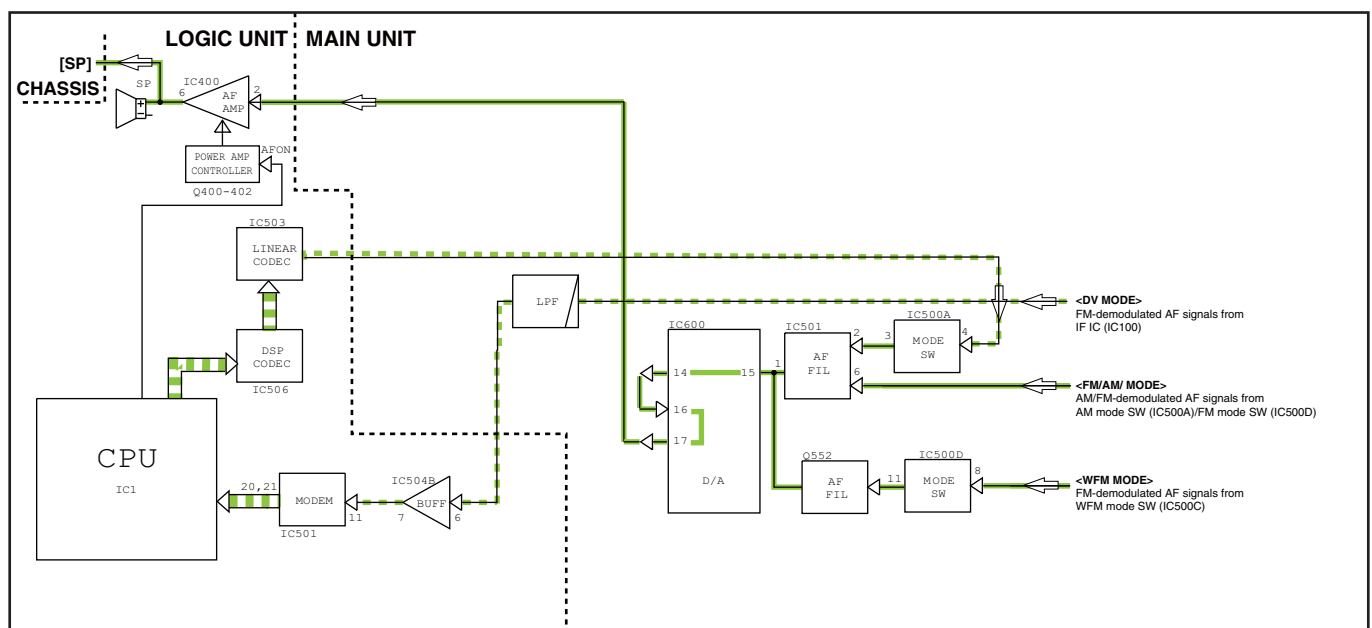 LOGIC UNIT
MAIN UNIT
[SP]
CHASSIS
SP
IC400
6
AF
AMP
2
AFON
POWER AMP
CONTROLLER
Q400-402
IC503
LINEAR
CODEC
LPF
<DV MODE>
FM-demodulated AF signals from
IF IC (IC100)
IC600
14
15
16
17
D/A
1
IC501
2
AF
FIL
6
3
IC500A
MODE
SW
4
DSP
CODEC
IC506
<FM/AM/ MODE>
AM/FM-demodulated AF signals from
AM mode SW (IC500A)/FM mode SW (IC500D)
CPU
IC1
20,21
MODEM
IC501
11
IC504B
BUFF
7
6
Q552
AF
FIL
11
IC500D
MODE
SW
8
<WFM MODE>
FM-demodulated AF signals from
WFM mode SW (IC500C)